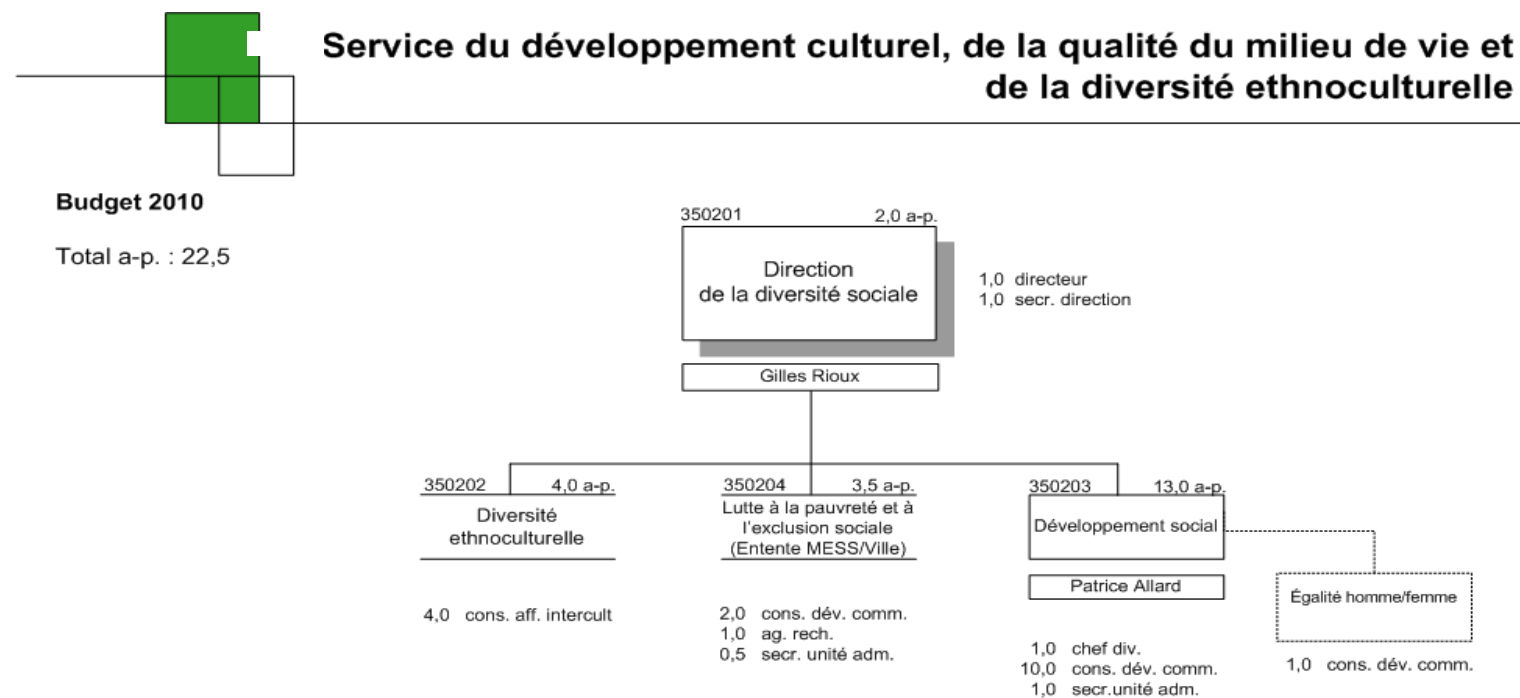 Service du développement culturel, de la qualité du milieu de vie et
de la diversité ethnoculturelle
Budget 2010
Total a-p. : 22,5
350201 2,0 a-p.
Direction
de la diversité sociale
1,0 directeur
1,0 secr. direction
Gilles Rioux
350202 4,0 a-p.
Diversité
ethnoculturelle
4,0 cons. aff. intercult
350204 3,5 a-p.
Lutte à la pauvreté et à
l'exclusion sociale
(Entente MESS/Ville)
2,0 cons. dév. comm.
1,0 ag. rech.
0,5 secr. unité adm.
350203 13,0 a-p.
Développement social
Patrice Allard
1,0 chef div.
10,0 cons. dév. comm.
1,0 secr.unité adm.
Égalité homme/femme
1,0 cons. dév. comm.